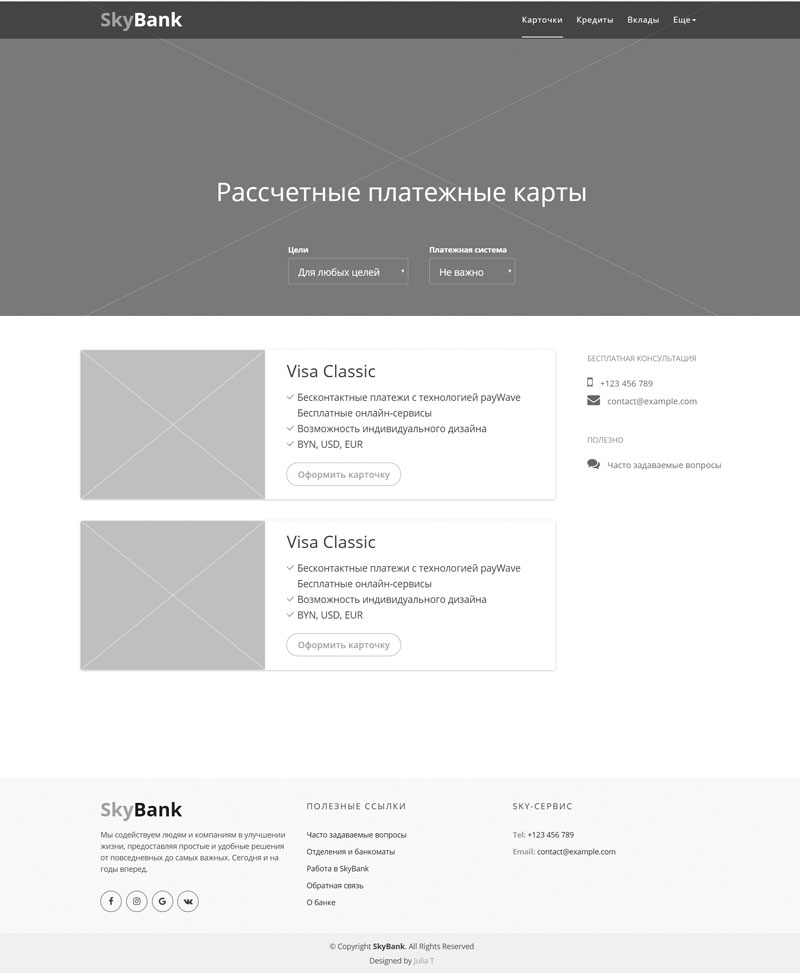 SkyBank
Карточки Кредиты Вклады Еще
Рассчетные платежные карты
Цели Платежная система
Для любых целей Не важно
Visa Classic
Бесконтактные платежи с технологией payWave
Бесплатные онлайн-сервисы
Возможность индивидуального дизайна
BYN, USD, EUR
Оформить карточку
БЕСПЛАТНАЯ КОНСУЛЬТАЦИЯ
+123 456 789
contact@example.com
ПОЛЕЗНО
Часто задаваемые вопросы
Visa Classic
Бесконтактные платежи с технологией payWave
Бесплатные онлайн-сервисы
Возможность индивидуального дизайна
BYN, USD, EUR
Оформить карточку
SkyBank
Мы содействуем людям и компаниям в улучшении
жизни, предоставляя простые и удобные решения
от повседневных до самых важных. Сегодня и на
годы вперед.
ПОЛЕЗНЫЕ ССЫЛКИ
Часто задаваемые вопросы
Отделения и банкоматы
Работа в SkyBank
Обратная связь
О банке
SKY-СЕРВИС
Tel: +123 456 789
Email: contact@example.com
© Copyright SkyBank. All Rights Reserved
Designed by Julia T